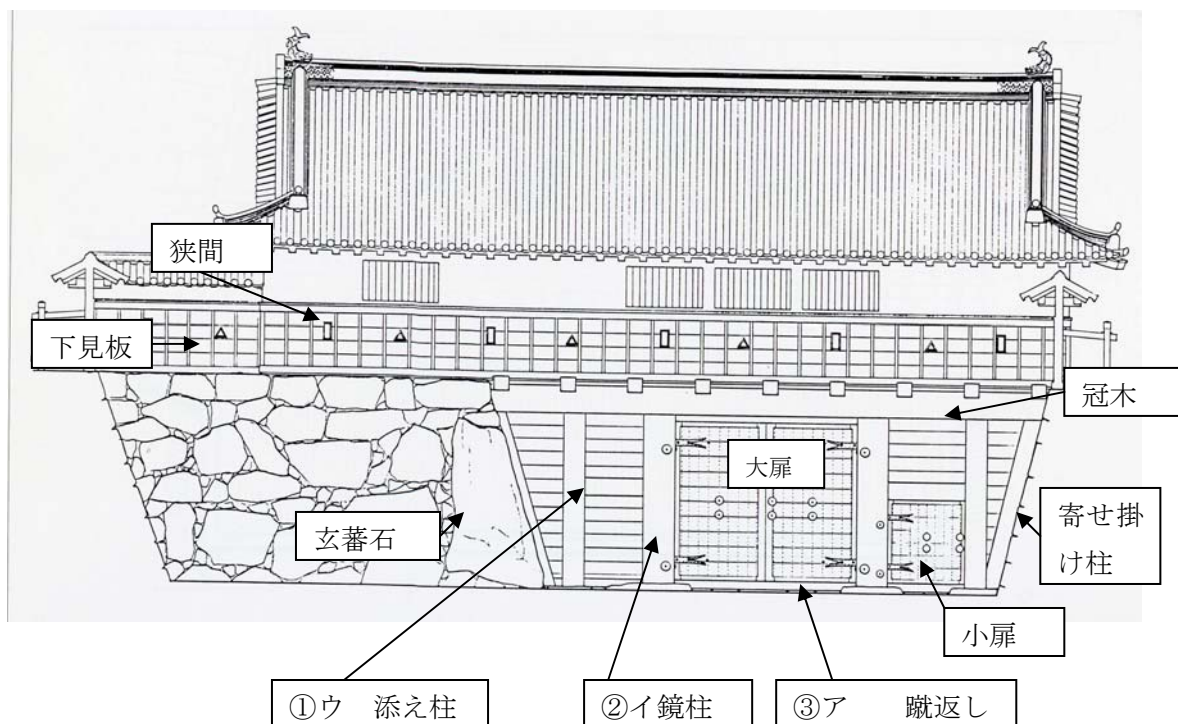 狭間
下見板
冠木
大扉
玄蕃石
寄せ掛
け柱
小扉
①ウ　添え柱
②イ鏡柱
③ア　　蹴返し